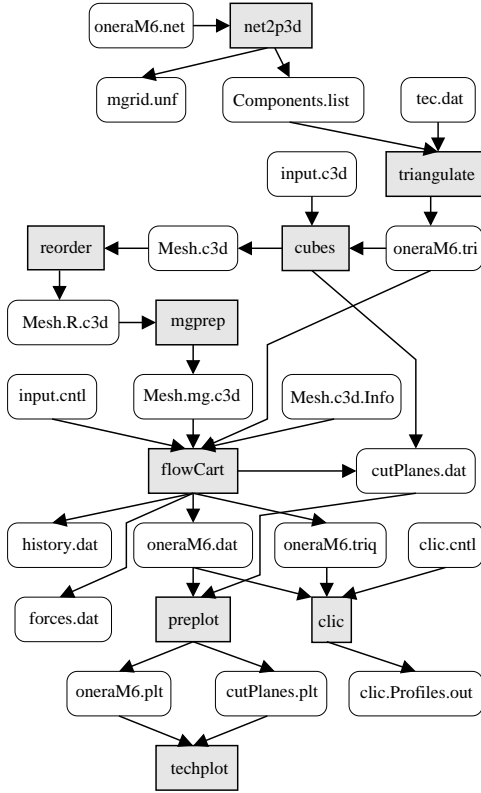 oneraM6.net
net2p3d
mgrid.unf
Components.list
tec.dat
input.c3d
triangulate
reorder
Mesh.c3d
cubes
oneraM6.tri
Mesh.R.c3d
mgprep
input.cntl
Mesh.mg.c3d
Mesh.c3d.Info
flowCart
cutPlanes.dat
history.dat
oneraM6.dat
oneraM6.triq
clic.cntl
forces.dat
preplot
clic
oneraM6.plt
cutPlanes.plt
clic.Profiles.out
techplot